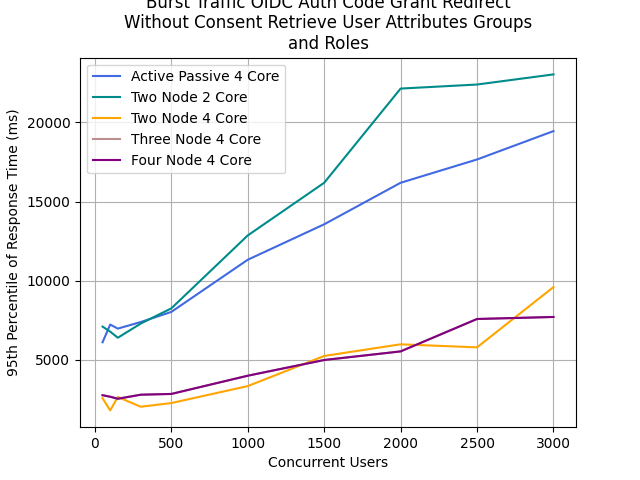 Burst Traffic OIDC Auth Code Grant Redirect
Without Consent Retrieve User Attributes Groups
and Roles
Active Passive 4 Core
Two Node 2 Core
Two Node 4 Core
Three Node 4 Core
Four Node 4 Core
95th Percentile of Response Time (ms)
20000
15000
10000
5000
0 500 1000 1500 2000 2500 3000
Concurrent Users